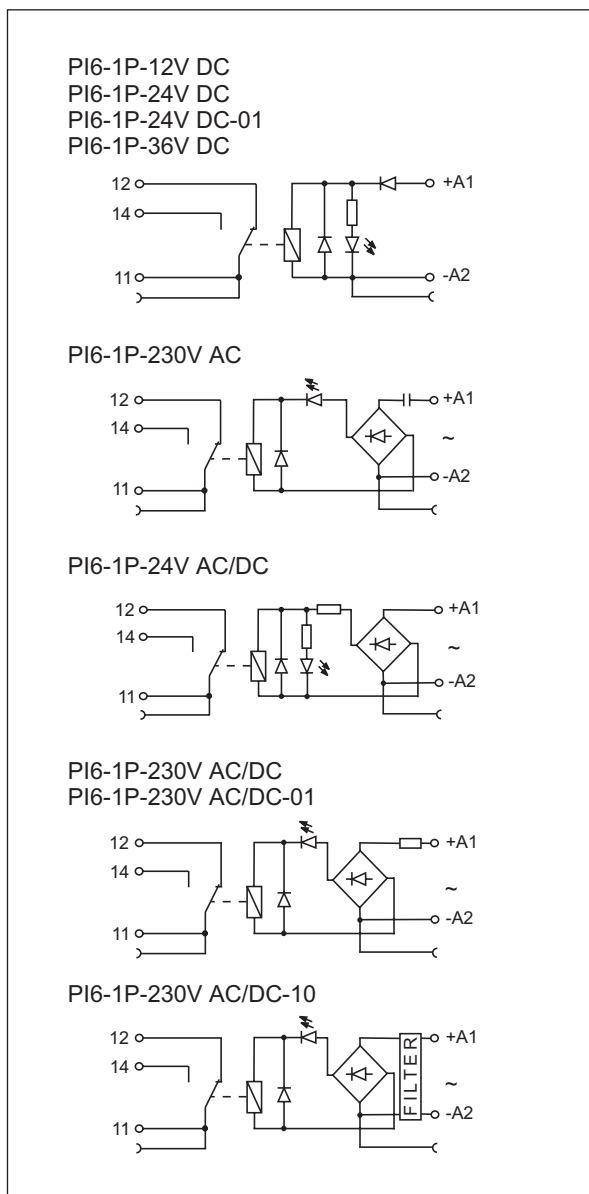 PI6-1P-12V DC
PI6-1P-24V DC
PI6-1P-24V DC-01
PI6-1P-36V DC
12
+A1
14
11
-A2
PI6-1P-230V AC
12
+A1
14
~
11
-A2
PI6-1P-24V AC/DC
12
+A1
14
~
11
-A2
PI6-1P-230V AC/DC
PI6-1P-230V AC/DC-01
12
+A1
14
~
11
-A2
PI6-1P-230V AC/DC-10
12
+A1
14
FILTER
~
11
-A2